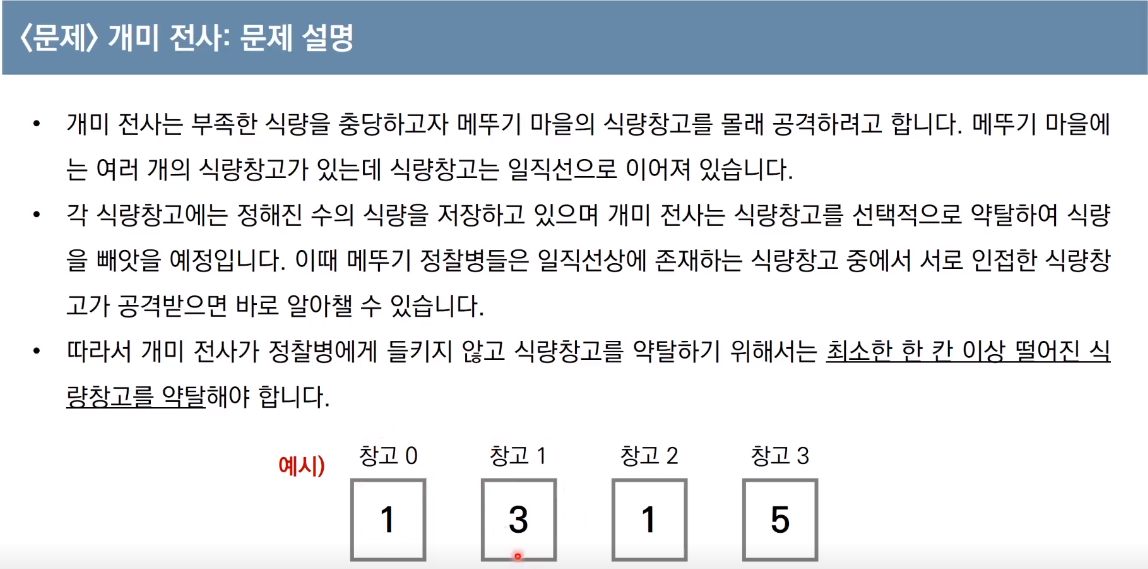 〈문제〉 개미 전사: 문제 설명
• 개미 전사는 부족한 식량을 충당하고자 메뚜기 마을의 식량창고를 몰래 공격하려고 합니다. 메뚜기 마을에
는 여러 개의 식량창고가 있는데 식량창고는 일직선으로 이어져 있습니다.
• 각 식량창고에는 정해진 수의 식량을 저장하고 있으며 개미 전사는 식량창고를 선택적으로 약탈하여 식량
을 빼앗을 예정입니다. 이때 메뚜기 정찰병들은 일직선상에 존재하는 식량창고 중에서 서로 인접한 식량창
고가 공격받으면 바로 알아챌 수 있습니다.
• 따라서 개미 전사가 정찰병에게 들키지 않고 식량창고를 약탈하기 위해서는 최소한 한 칸 이상 떨어진 식
량창고를 약탈해야 합니다.
예시) 창고 0 창고 1 창고 2 창고 3
1 3 1 5